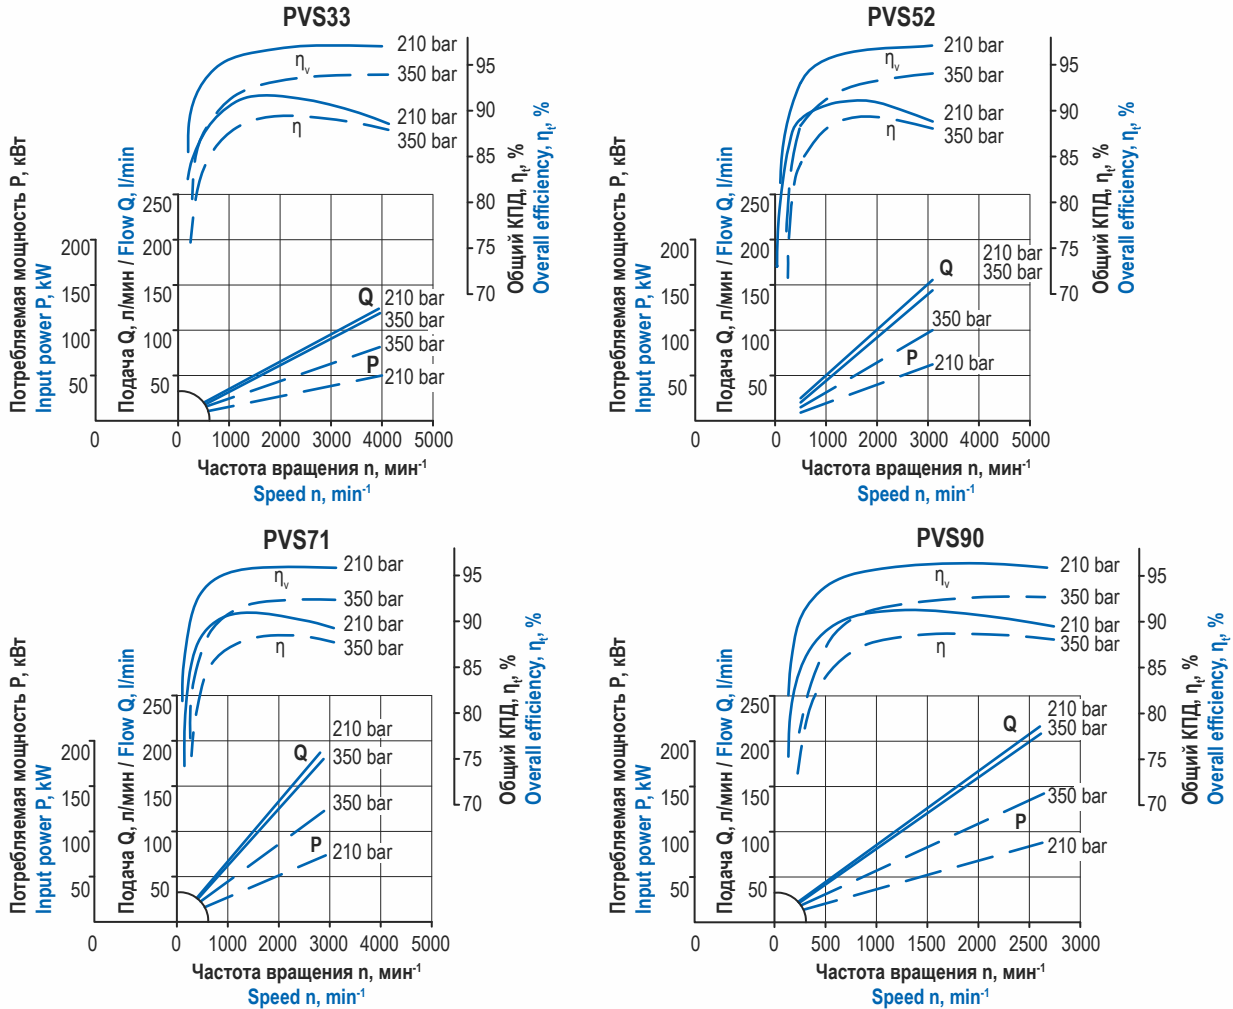 PVS33
210 bar
ηv
350 bar
210 bar
η
350 bar
95
90
85
80
75
70
Общий КПД, ηt, %
Overall efficiency, ηt, %
Потребляемая мощность P, кВт
Input power P, kW
Подача Q, л/мин / Flow Q, l/min
250
200
150
100
50
200
150
100
50
Q
210 bar
350 bar
350 bar
P
210 bar
0
0
1000
2000
3000
4000
5000
Частота вращения n, мин-1
Speed n, min-1
PVS52
210 bar
ηv
350 bar
210 bar
η
350 bar
95
90
85
80
75
70
Общий КПД, ηt, %
Overall efficiency, ηt, %
Потребляемая мощность P, кВт
Input power P, kW
Подача Q, л/мин / Flow Q, l/min
250
200
150
100
50
200
150
100
50
Q
210 bar
350 bar
350 bar
P
210 bar
0
0
1000
2000
3000
4000
5000
Частота вращения n, мин-1
Speed n, min-1
PVS71
210 bar
ηv
350 bar
210 bar
η
350 bar
95
90
85
80
75
70
Общий КПД, ηt, %
Overall efficiency, ηt, %
Потребляемая мощность P, кВт
Input power P, kW
Подача Q, л/мин / Flow Q, l/min
250
200
150
100
50
200
150
100
50
210 bar
Q
350 bar
350 bar
P
210 bar
0
0
1000
2000
3000
4000
5000
Частота вращения n, мин-1
Speed n, min-1
PVS90
210 bar
ηv
350 bar
210 bar
η
350 bar
95
90
85
80
75
70
Общий КПД, ηt, %
Overall efficiency, ηt, %
Потребляемая мощность P, кВт
Input power P, kW
Подача Q, л/мин / Flow Q, l/min
250
200
150
100
50
200
150
100
50
210 bar
Q
350 bar
350 bar
P
210 bar
0
0
500
1000
1500
2000
2500
3000
Частота вращения n, мин-1
Speed n, min-1